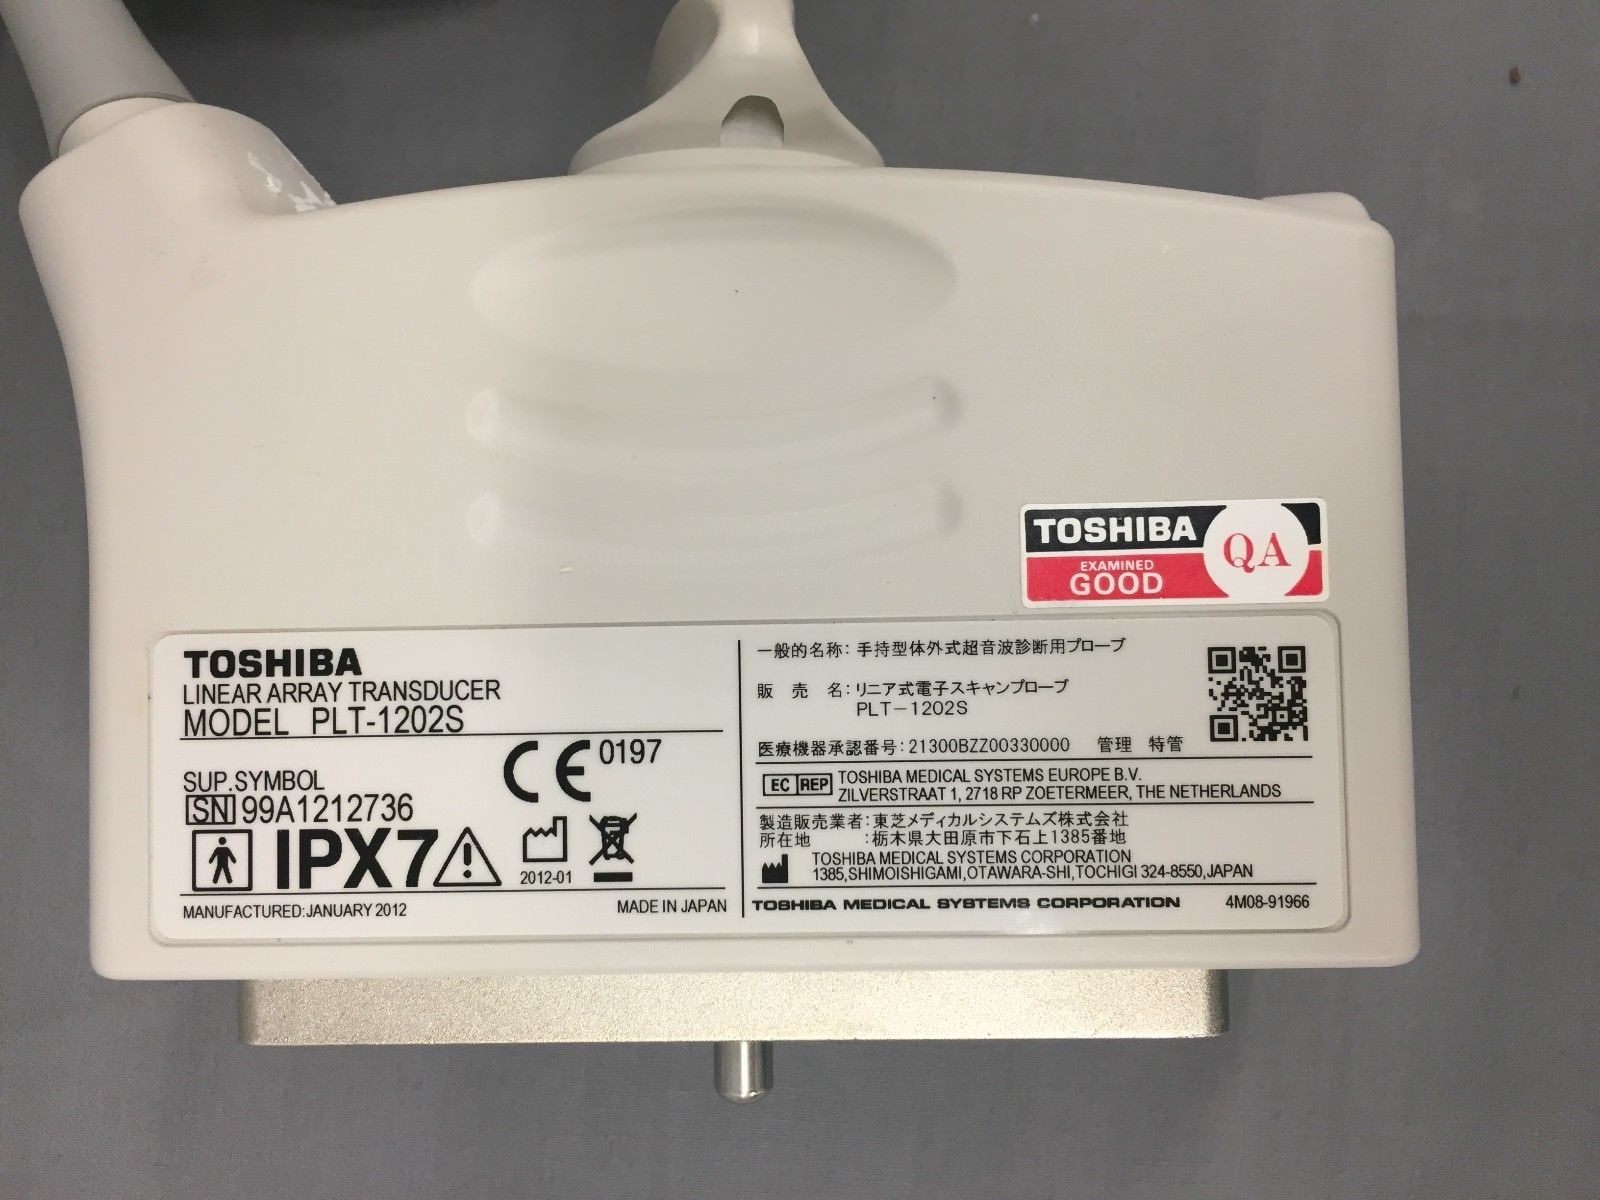 TOSHIBA
EXAMINED
GOOD
QA
TOSHIBA
LINEAR ARRAY TRANSDUCER
MODEL PLT-1202S
SUP.SYMBOL
SN 99A1212736
CE 0197
IPX7
2012-01
MANUFACTURED:JANUARY 2012
MADE IN JAPAN
一般的名称：手持型体外式超音波診断用プローブ
販 売 名：リニア式電子スキャンプローブ
PLT－1202S
医療機器承認番号：21300BZZ00330000 管理 特管
EC REP TOSHIBA MEDICAL SYSTEMS EUROPE B.V.
ZILVERSTRAAT 1, 2718 RP ZOETERMEER, THE NETHERLANDS
製造販売業者：東芝メディカルシステムズ株式会社
所在地 ：栃木県大田原市下石上1385番地
TOSHIBA MEDICAL SYSTEMS CORPORATION
1385,SHIMOISHIGAMI,OTAWARA-SHI,TOCHIGI 324-8550,JAPAN
TOSHIBA MEDICAL SYSTEMS CORPORATION
4M08-91966